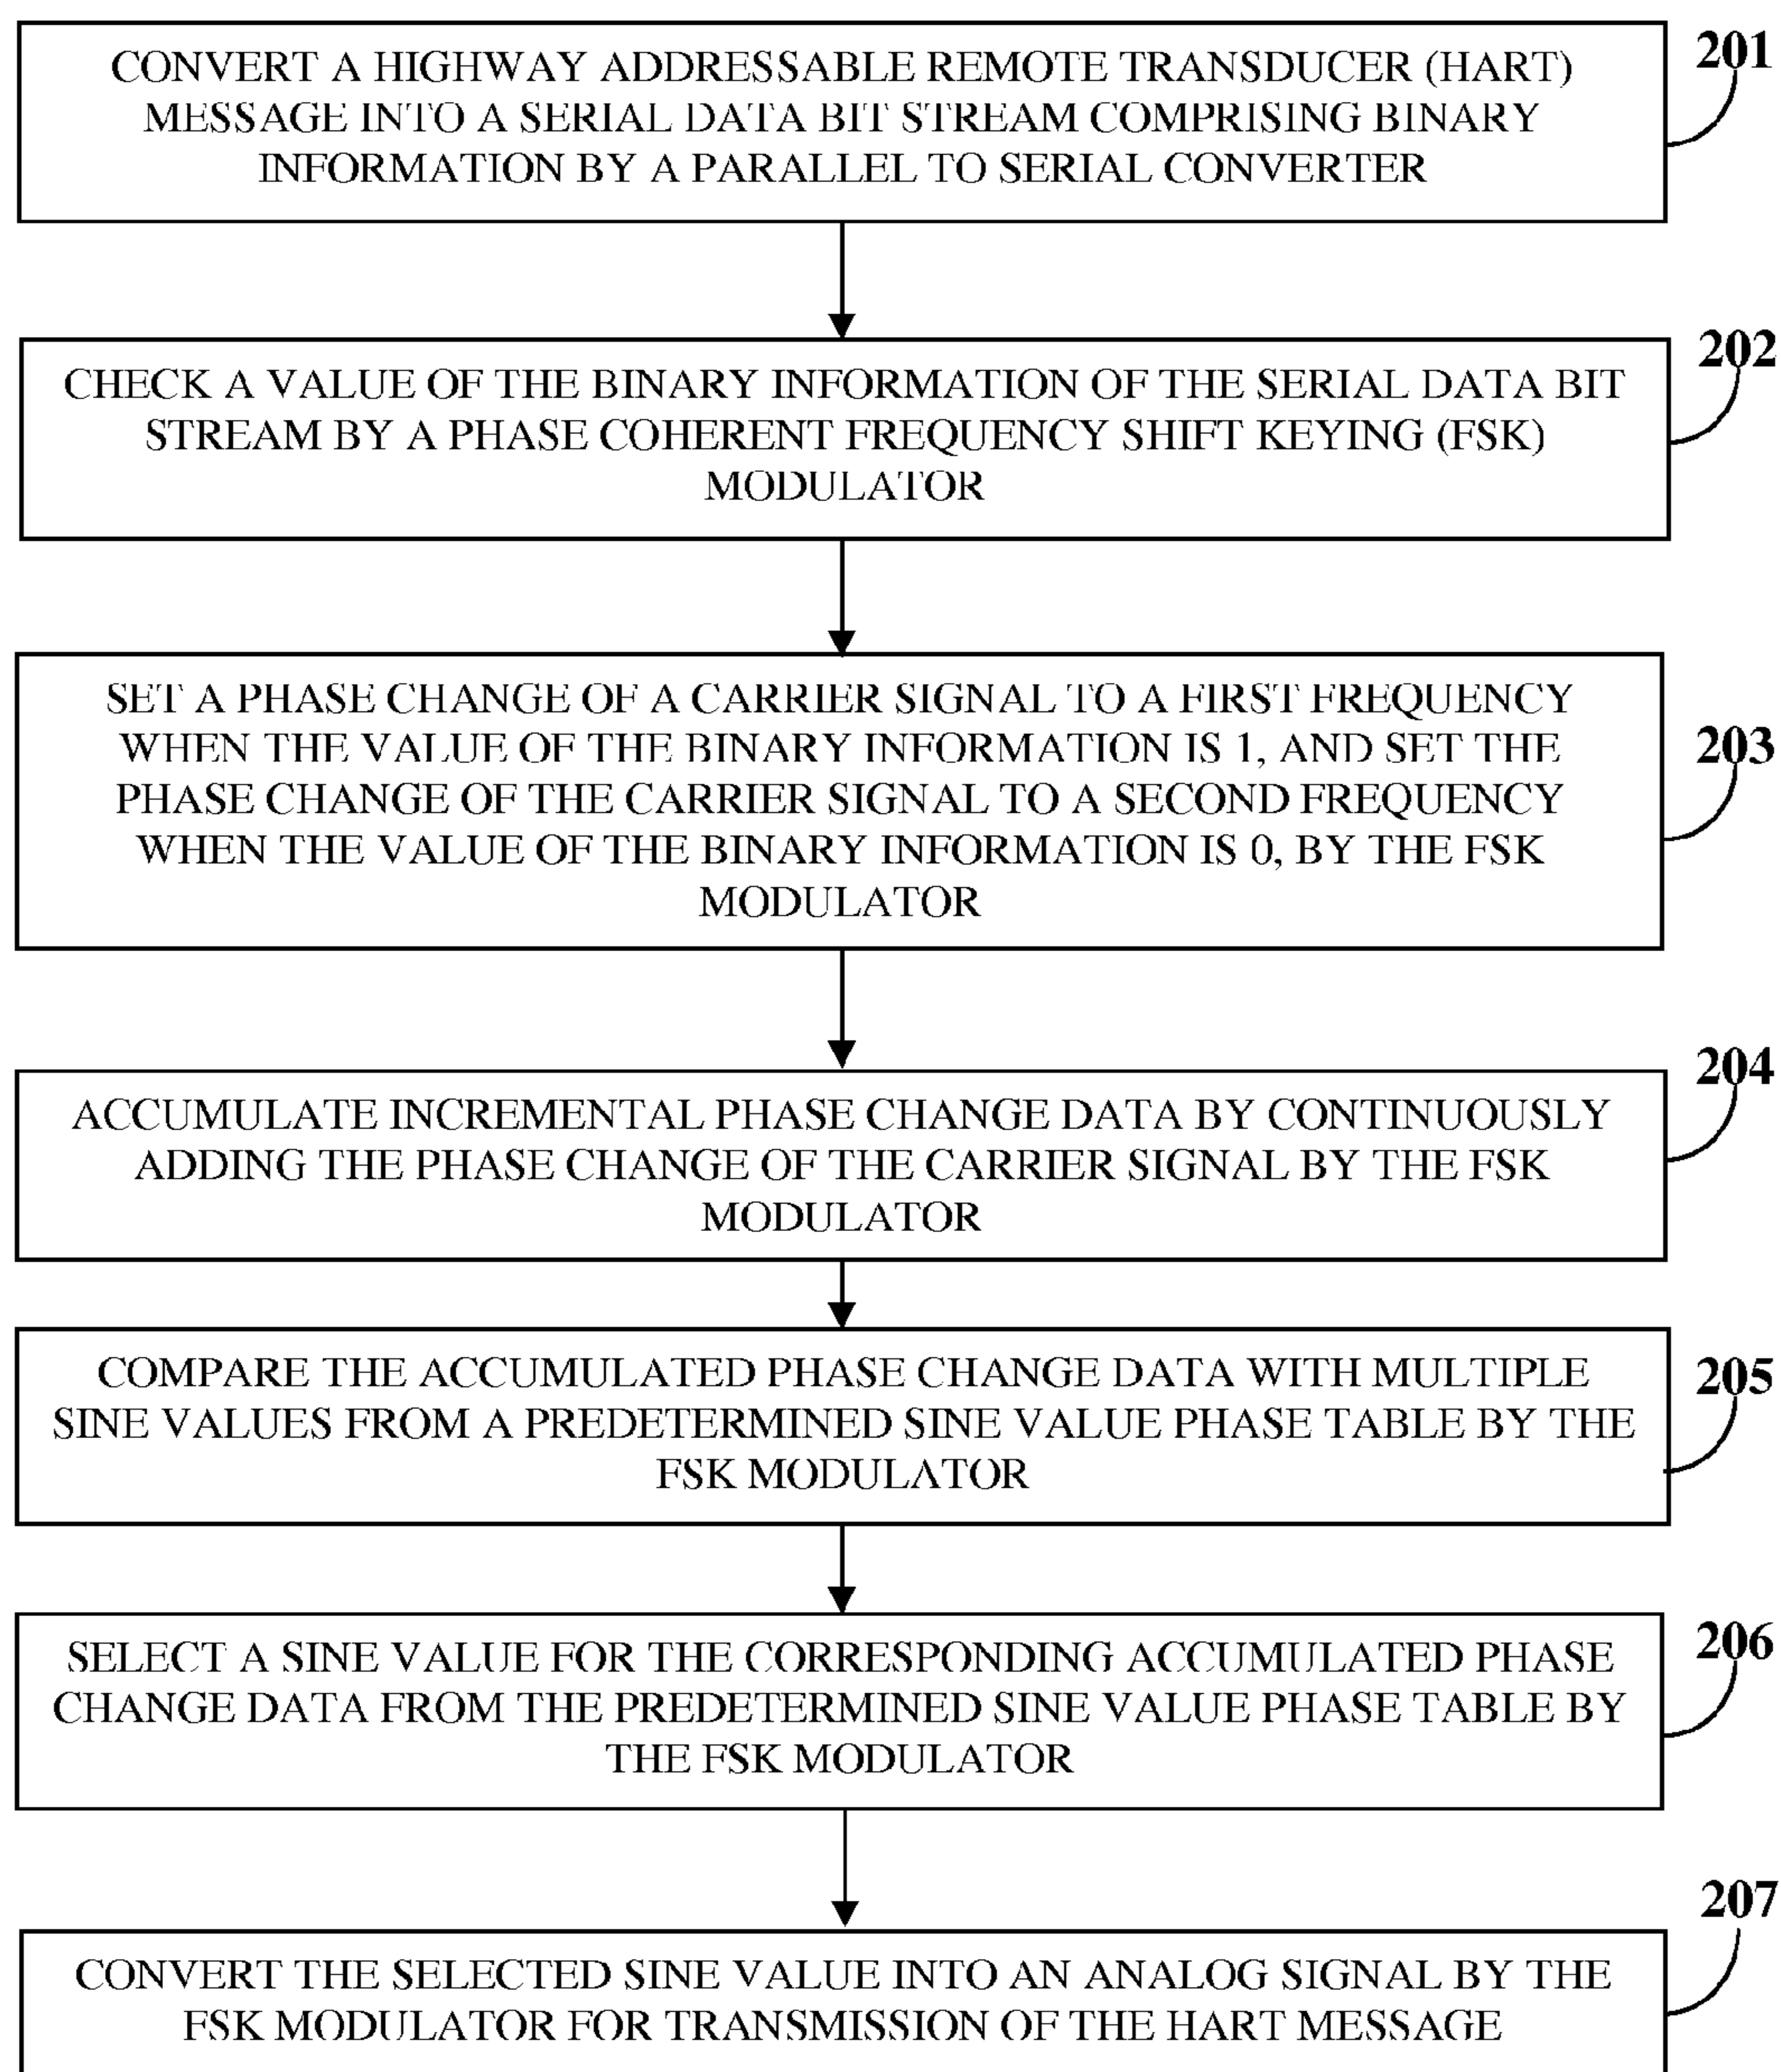 CONVERT A HIGHWAY ADDRESSABLE REMOTE TRANSDUCER (HART)
MESSAGE INTO A SERIAL DATA BIT STREAM COMPRISING BINARY
INFORMATION BY A PARALLEL TO SERIAL CONVERTER
201
CHECK A VALUE OF THE BINARY INFORMATION OF THE SERIAL DATA BIT
STREAM BY A PHASE COHERENT FREQUENCY SHIFT KEYING (FSK)
MODULATOR
202
SET A PHASE CHANGE OF A CARRIER SIGNAL TO A FIRST FREQUENCY
WHEN THE VALUE OF THE BINARY INFORMATION IS 1, AND SET THE
PHASE CHANGE OF THE CARRIER SIGNAL TO A SECOND FREQUENCY
WHEN THE VALUE OF THE BINARY INFORMATION IS 0, BY THE FSK
MODULATOR
203
ACCUMULATE INCREMENTAL PHASE CHANGE DATA BY CONTINUOUSLY
ADDING THE PHASE CHANGE OF THE CARRIER SIGNAL BY THE FSK
MODULATOR
204
COMPARE THE ACCUMULATED PHASE CHANGE DATA WITH MULTIPLE
SINE VALUES FROM A PREDETERMINED SINE VALUE PHASE TABLE BY THE
FSK MODULATOR
205
SELECT A SINE VALUE FOR THE CORRESPONDING ACCUMULATED PHASE
CHANGE DATA FROM THE PREDETERMINED SINE VALUE PHASE TABLE BY
THE FSK MODULATOR
206
CONVERT THE SELECTED SINE VALUE INTO AN ANALOG SIGNAL BY THE
FSK MODULATOR FOR TRANSMISSION OF THE HART MESSAGE
207